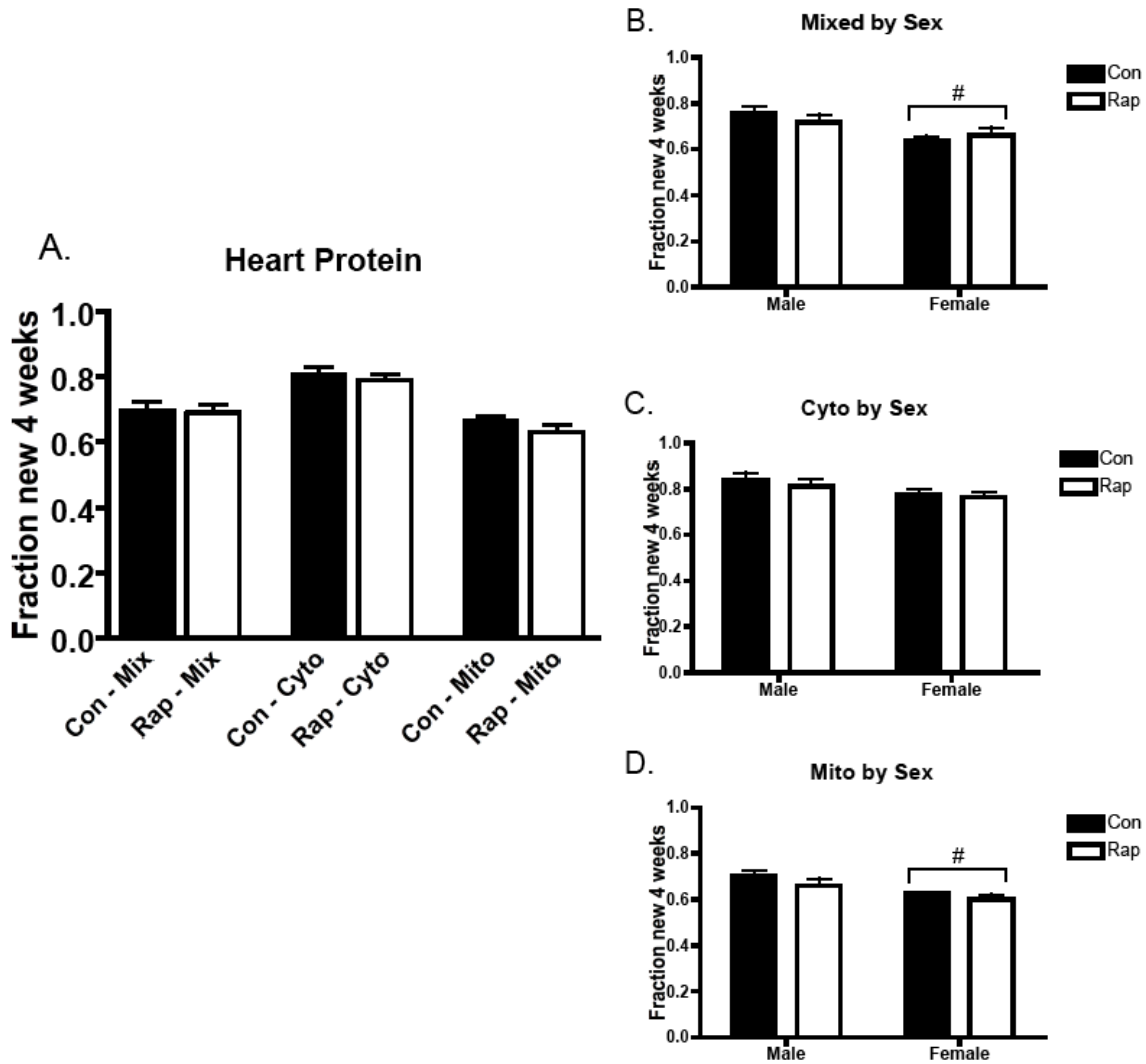 A.
Heart Protein
Fraction new 4 weeks
1.0
0.8
0.6
0.4
0.2
0.0
Con - Mix
Rap - Mix
Con - Cyto
Rap - Cyto
Con - Mito
Rap - Mito
B.
Mixed by Sex
Fraction new 4 weeks
1.0
0.8
0.6
0.4
0.2
0.0
#
Male
Female
Con
Rap
C.
Cyto by Sex
Fraction new 4 weeks
1.0
0.8
0.6
0.4
0.2
0.0
Male
Female
Con
Rap
D.
Mito by Sex
Fraction new 4 weeks
1.0
0.8
0.6
0.4
0.2
0.0
#
Male
Female
Con
Rap